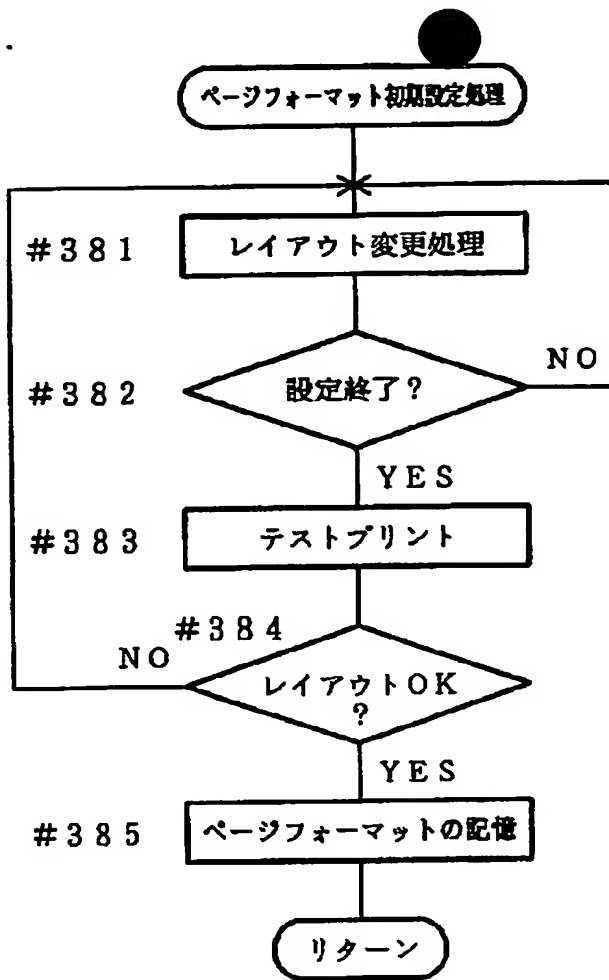 ページフォーマット初期設定処理
#381
レイアウト変更処理
#382
設定終了?
NO
YES
#383
テストプリント
#384
NO
レイアウトOK
?
YES
#385
ページフォーマットの記憶
リターン